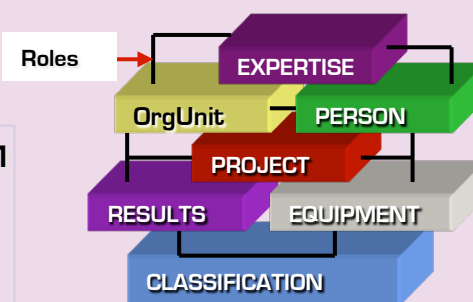 Roles
EXPERTISE
OrgUnit
PERSON
PROJECT
RESULTS
EQUIPMENT
CLASSIFICATION